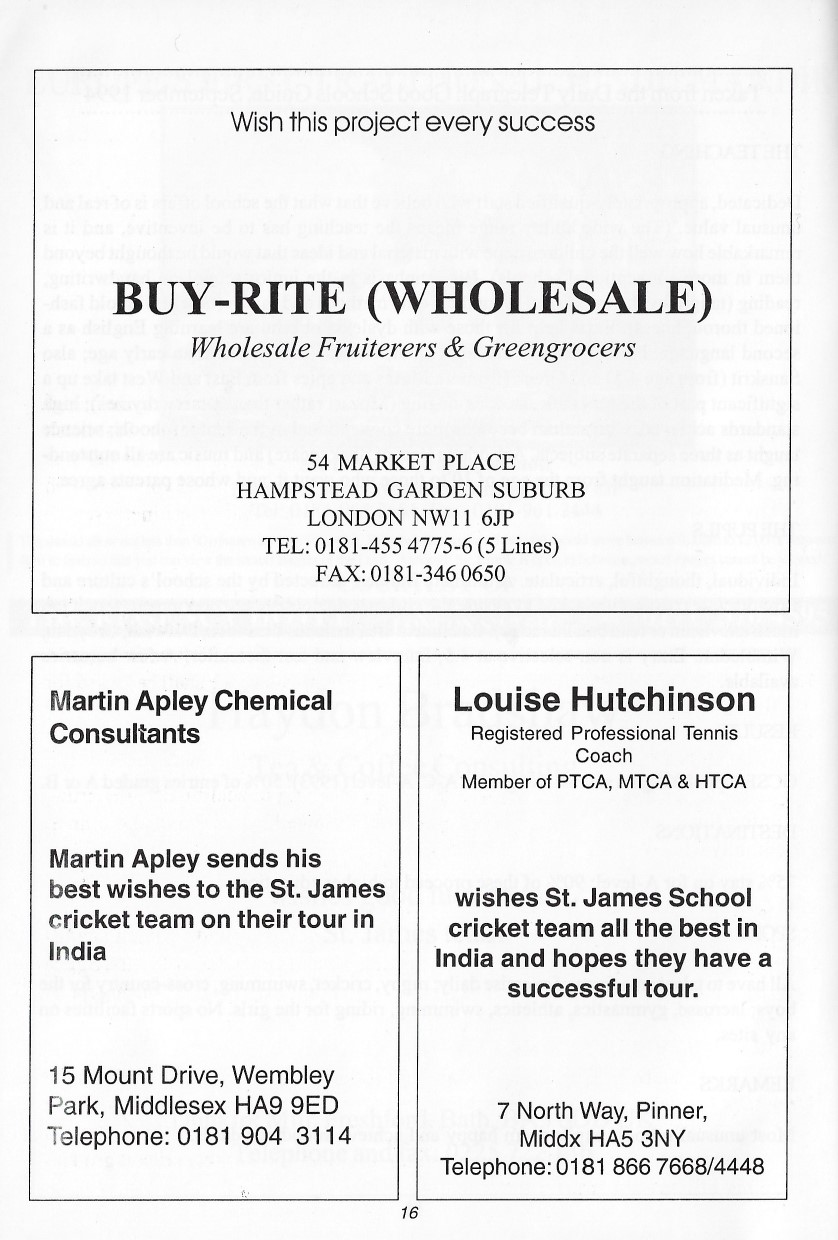 Wish this project every success
BUY-RITE (WHOLESALE)
Wholesale Fruiterers & Greengrocers
54 MARKET PLACE
HAMPSTEAD GARDEN SUBURB
LONDON NW11 6JP
TEL: 0181-455 4775-6 (5 Lines)
FAX: 0181-346 0650
Martin Apley Chemical
Consultants
Martin Apley sends his
best wishes to the St. James
cricket team on their tour in
India
15 Mount Drive, Wembley
Park, Middlesex HA9 9ED
Telephone: 0181 904 3114
Louise Hutchinson
Registered Professional Tennis
Coach
Member of PTCA, MTCA & HTCA
wishes St. James School
cricket team all the best in
India and hopes they have a
successful tour.
7 North Way, Pinner,
Middx HA5 3NY
Telephone: 0181 866 7668/4448
16